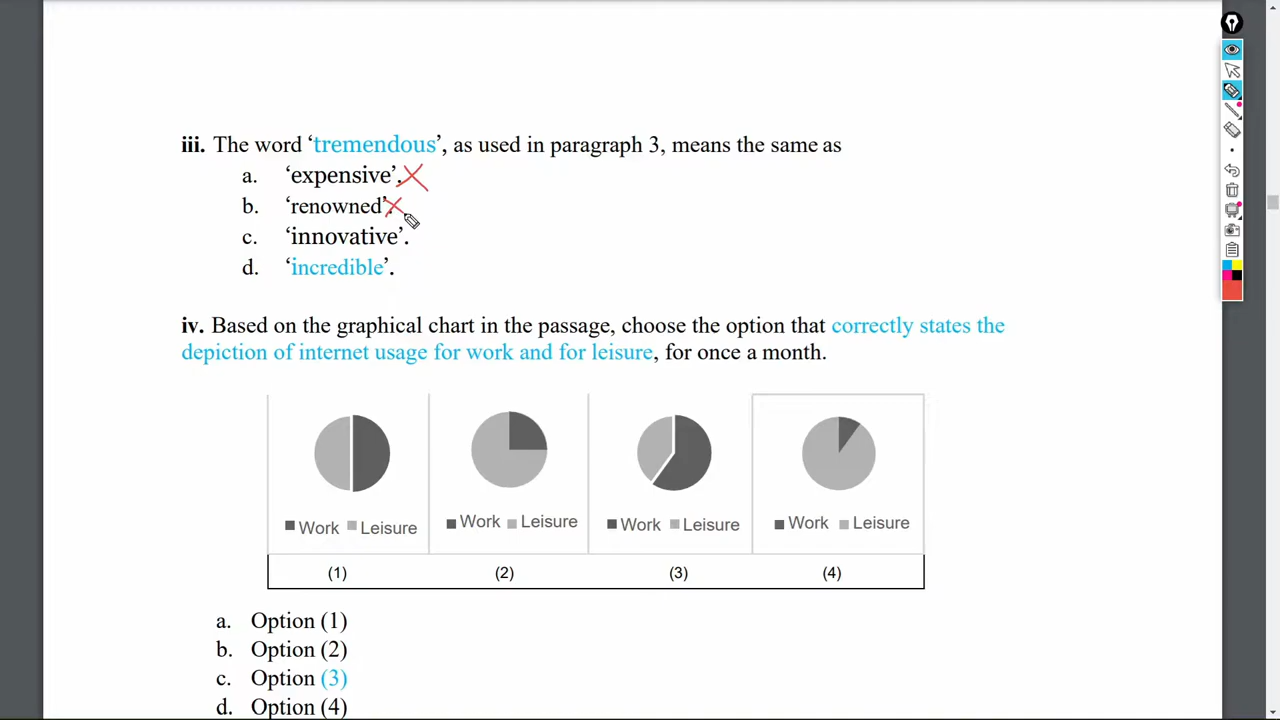 iii. The word ‘tremendous’, as used in paragraph 3, means the same as
a. ‘expensive’.
b. ‘renowned’.
c. ‘innovative’.
d. ‘incredible’.
iv. Based on the graphical chart in the passage, choose the option that correctly states the
depiction of internet usage for work and for leisure, for once a month.
Work Leisure Work Leisure Work Leisure Work Leisure
(1) (2) (3) (4)
a. Option (1)
b. Option (2)
c. Option (3)
d. Option (4)